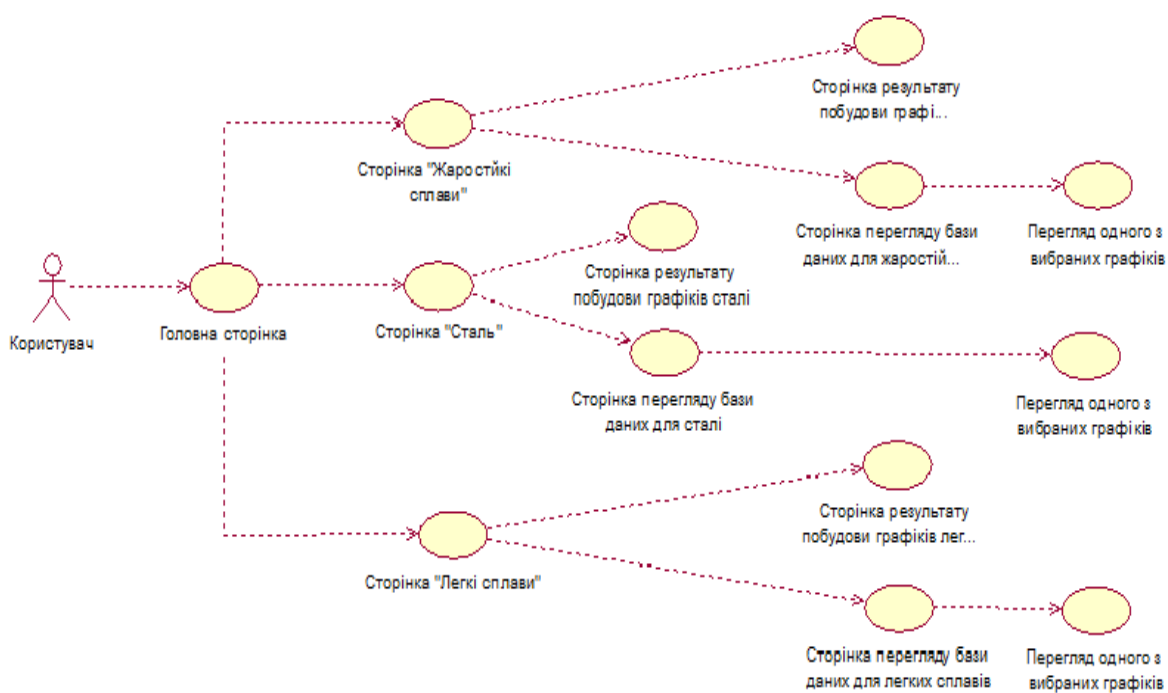 Сторінка результату
побудови графі...
Сторінка "Жаростйкі
сплави"
Сторінка перегляду бази
даних для жаростій...
Перегляд одного з
вибраних графіків
Сторінка результату
побудови графіків сталі
Користувач
Головна сторінка
Сторінка "Сталь"
Сторінка перегляду бази
даних для сталі
Перегляд одного з
вибраних графіків
Сторінка результату
побудови графіків лег...
Сторінка "Легкі сплави"
Сторінка перегляду бази
даних для легких сплавів
Перегляд одного з
вибраних графіків